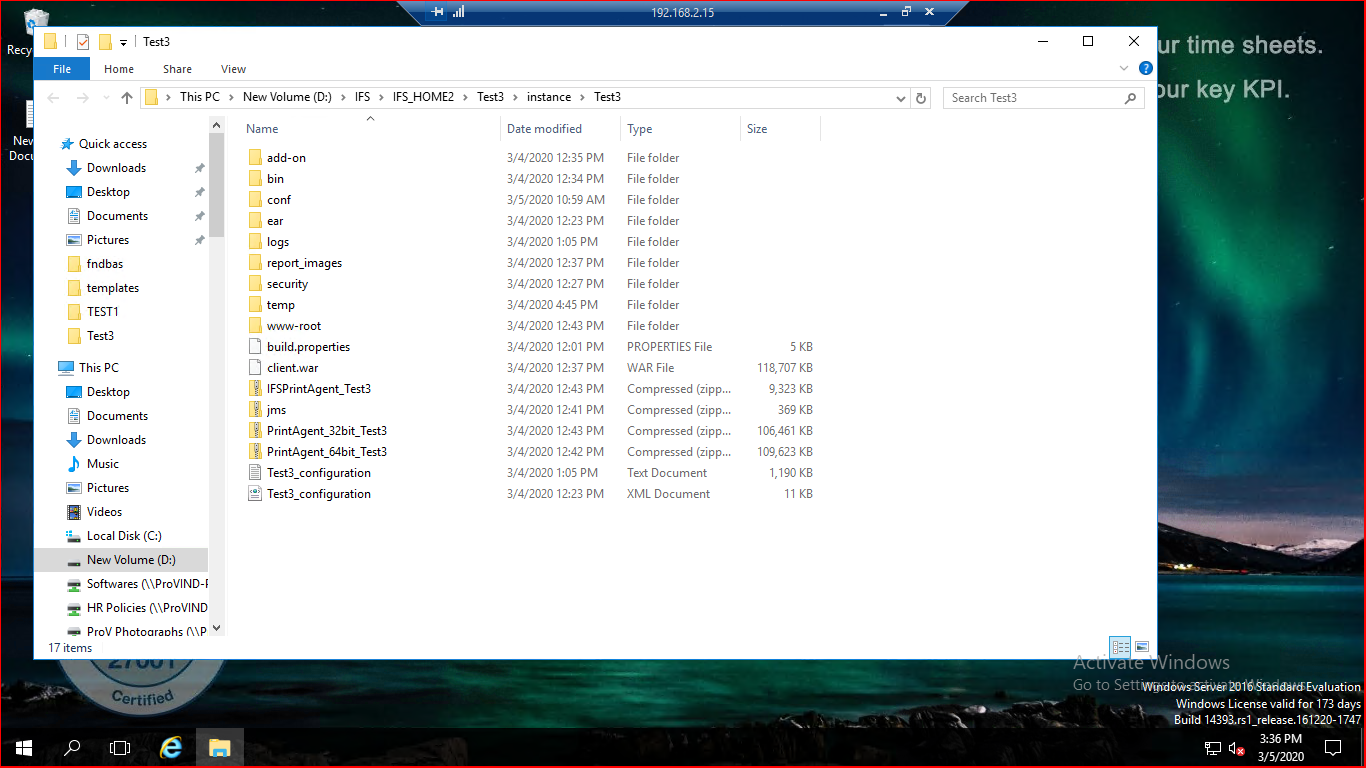 192.168.2.15
Recy
New
Docu
ur time sheets.
our key KPI.
Test3
File Home Share View
This PC New Volume (D:) IFS IFS_HOME2 Test3 instance Test3
Search Test3
Quick access
Downloads
Desktop
Documents
Pictures
fndbas
templates
TEST1
Test3
This PC
Desktop
Documents
Downloads
Music
Pictures
Videos
Local Disk (C:)
New Volume (D:)
Softwares (\\ProVIND-F
HR Policies (\\ProVIND
ProV Photographs (\\P
Name Date modified Type Size
add-on 3/4/2020 12:35 PM File folder
bin 3/4/2020 12:34 PM File folder
conf 3/5/2020 10:59 AM File folder
ear 3/4/2020 12:23 PM File folder
logs 3/4/2020 1:05 PM File folder
report_images 3/4/2020 12:37 PM File folder
security 3/4/2020 12:27 PM File folder
temp 3/4/2020 4:45 PM File folder
www-root 3/4/2020 12:43 PM File folder
build.properties 3/4/2020 12:01 PM PROPERTIES File 5 KB
client.war 3/4/2020 12:37 PM WAR File 118,707 KB
IFSPrintAgent_Test3 3/4/2020 12:43 PM Compressed (zipp... 9,323 KB
jms 3/4/2020 12:41 PM Compressed (zipp... 369 KB
PrintAgent_32bit_Test3 3/4/2020 12:43 PM Compressed (zipp... 106,461 KB
PrintAgent_64bit_Test3 3/4/2020 12:42 PM Compressed (zipp... 109,623 KB
Test3_configuration 3/4/2020 1:05 PM Text Document 1,190 KB
Test3_configuration 3/4/2020 12:23 PM XML Document 11 KB
17 items
27001
Certified
Activate Windows
Go to Settings to activate Windows.
Windows Server 2016 Standard Evaluation
Windows License valid for 173 days
Build 14393.rs1_release.161220-1747
3:36 PM
3/5/2020